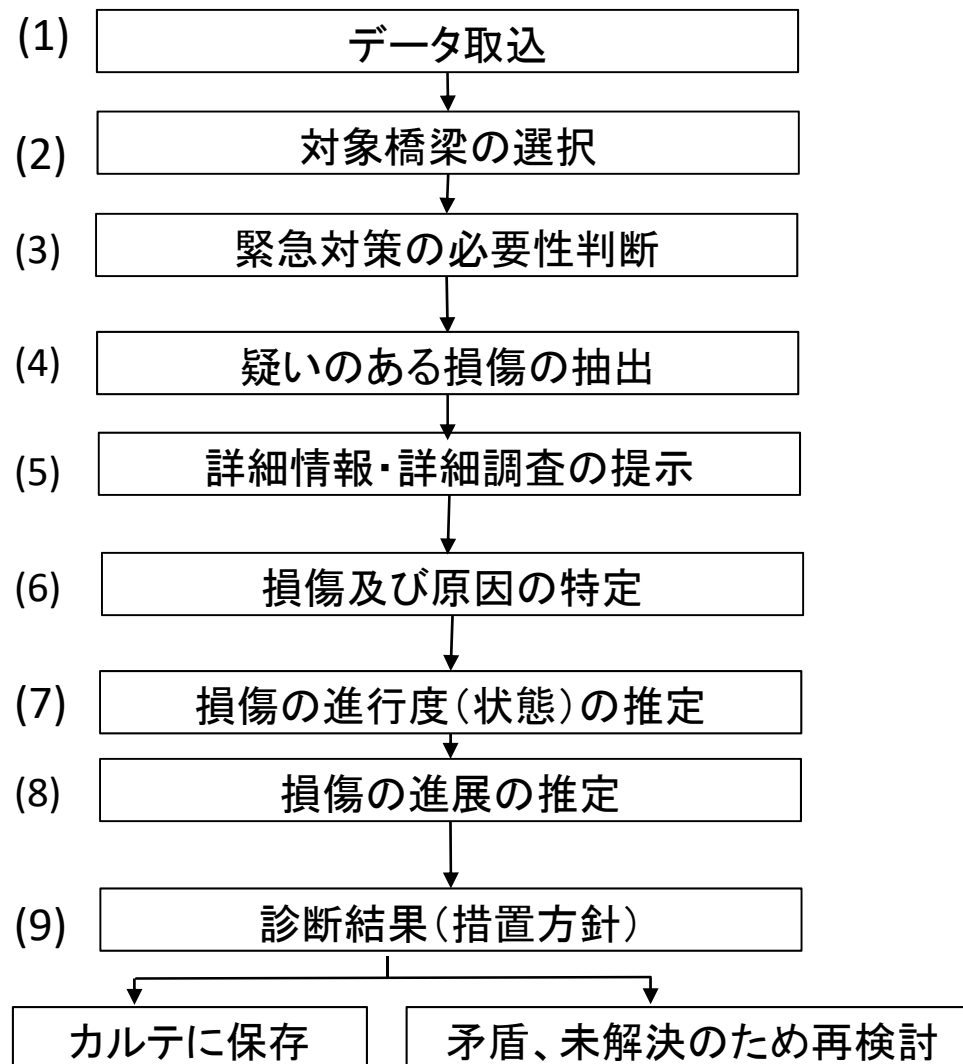 (1) データ取込
(2) 対象橋梁の選択
(3) 緊急対策の必要性判断
(4) 疑いのある損傷の抽出
(5) 詳細情報・詳細調査の提示
(6) 損傷及び原因の特定
(7) 損傷の進行度(状態)の推定
(8) 損傷の進展の推定
(9) 診断結果(措置方針)
カルテに保存
矛盾、未解決のため再検討